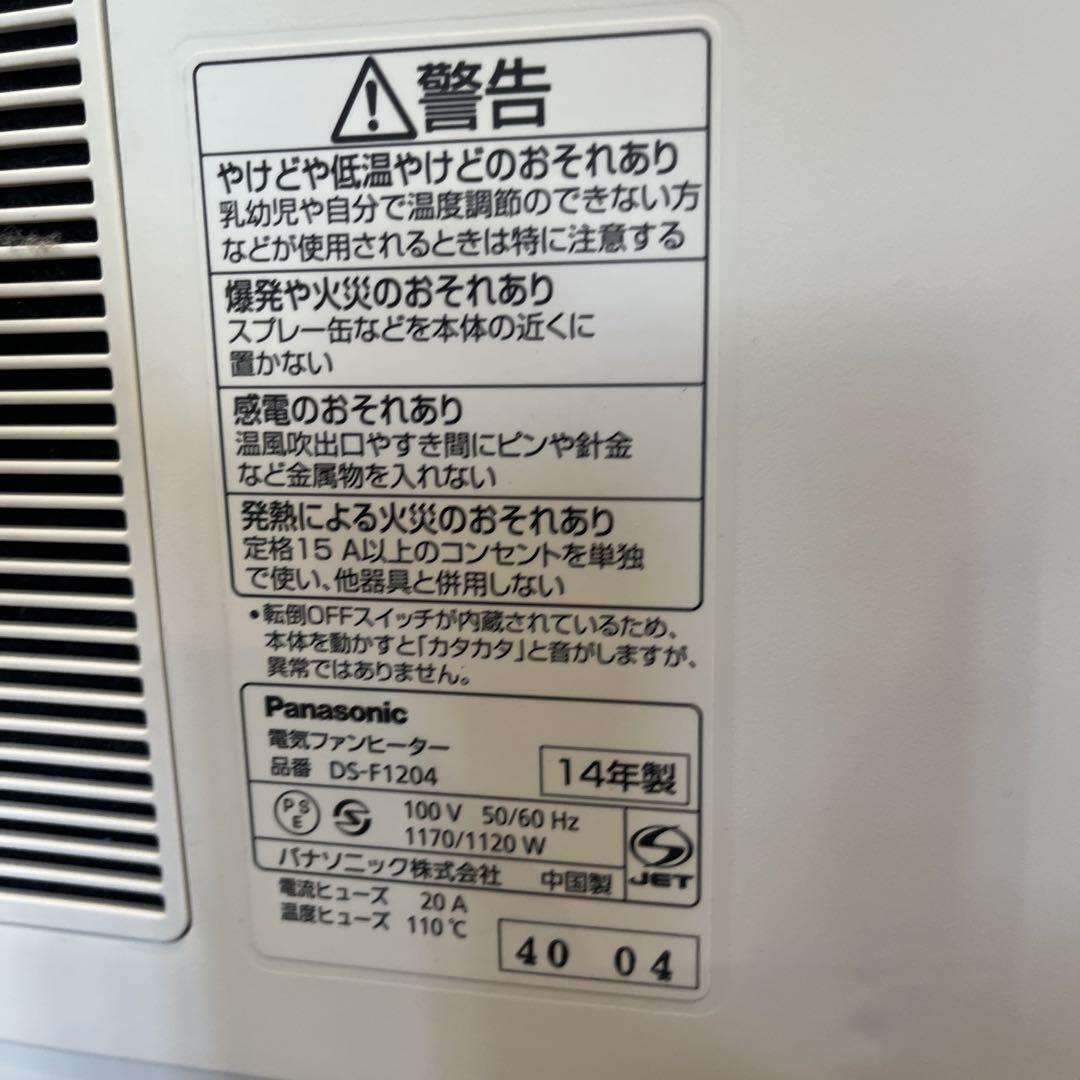 警告
やけどや低温やけどのおそれあり
乳幼児や自分で温度調節のできない方
などが使用されるときは特に注意する
爆発や火災のおそれあり
スプレー缶などを本体の近くに
置かない
感電のおそれあり
温風吹出口やすき間にピンや針金
など金属物を入れない
発熱による火災のおそれあり
定格15 A以上のコンセントを単独
で使い、他器具と併用しない
•転倒OFFスイッチが内蔵されているため、
本体を動かすと「カタカタ」と音がしますが、
異常ではありません。
Panasonic
電気ファンヒーター
品番 DS-F1204
14年製
PSE
100 V 50/60 Hz
1170/1120 W
JET
パナソニック株式会社 中国製
電流ヒューズ 20 A
温度ヒューズ 110℃
40 04